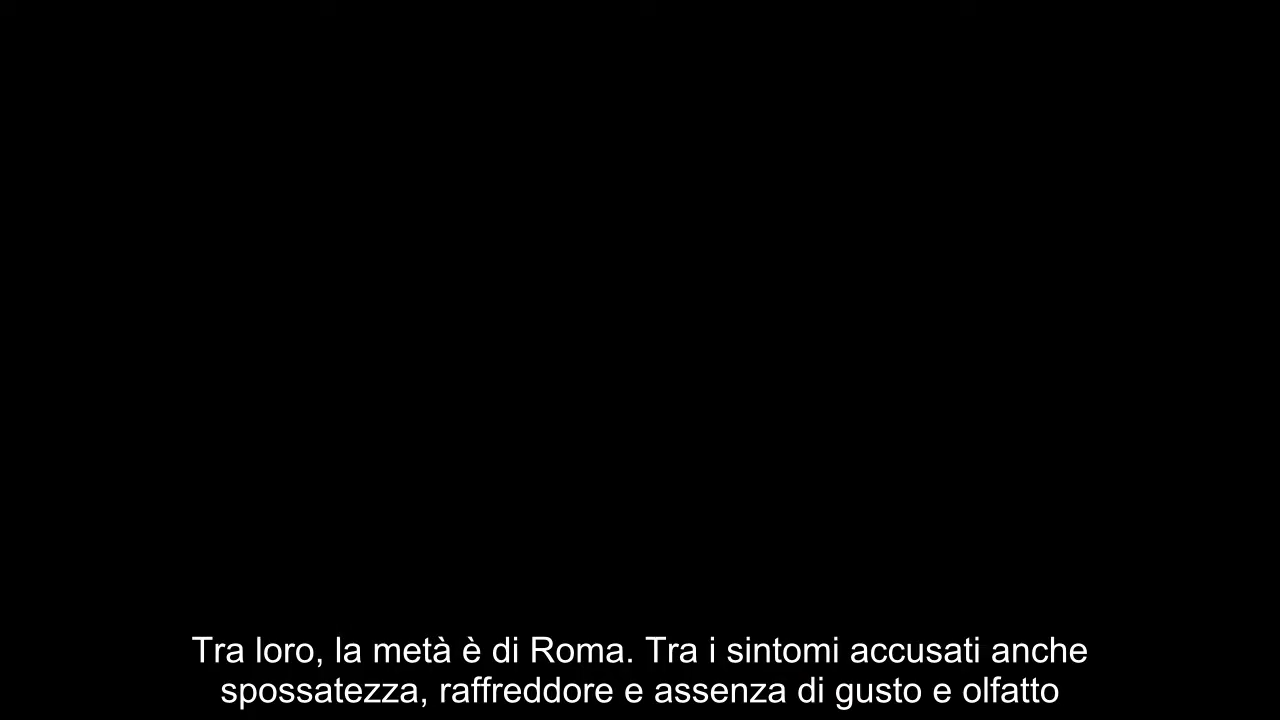 Tra loro, la metà è di Roma. Tra i sintomi accusati anche
spossatezza, raffreddore e assenza di gusto e olfatto